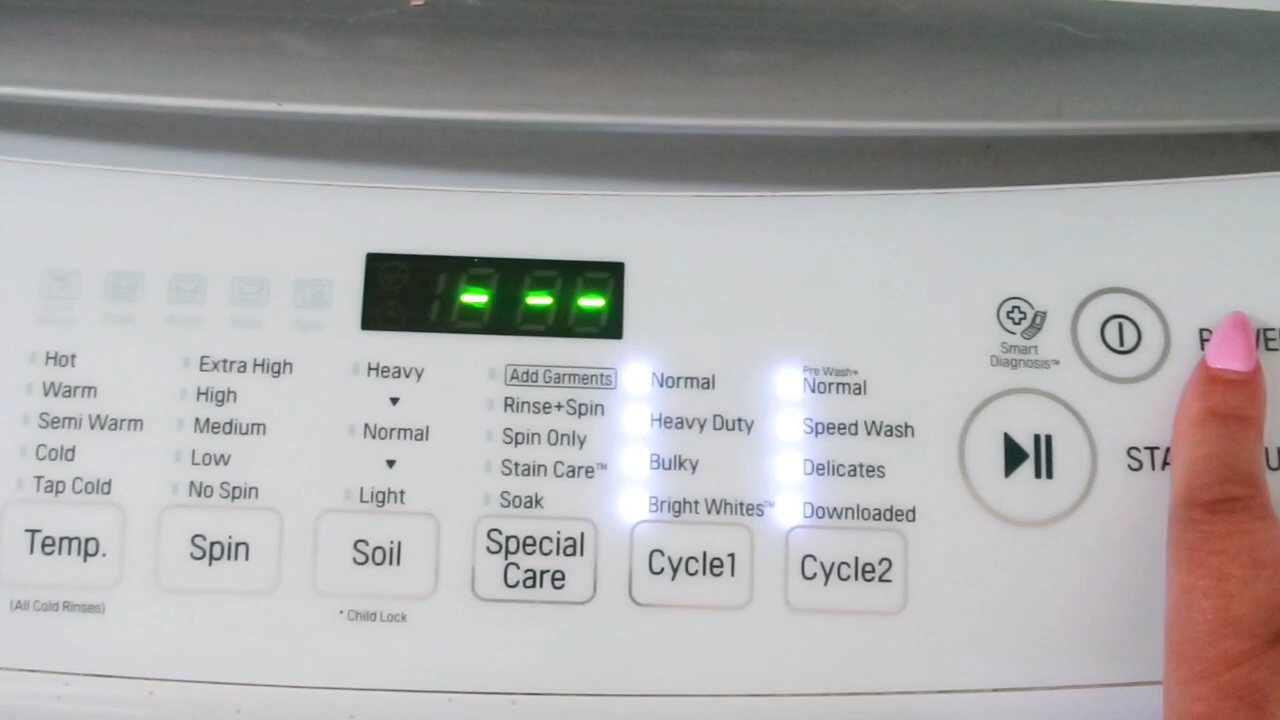 - - -
Hot
Warm
Semi Warm
Cold
Tap Cold
Temp.
(All Cold Rinses)
Extra High
High
Medium
Low
No Spin
Spin
Heavy
Normal
Light
Soil
* Child Lock
Add Garments
Rinse+Spin
Spin Only
Stain Care™
Soak
Special
Care
Normal
Heavy Duty
Bulky
Bright Whites™
Cycle1
Pre Wash+
Normal
Speed Wash
Delicates
Downloaded
Cycle2
Smart
Diagnosis™